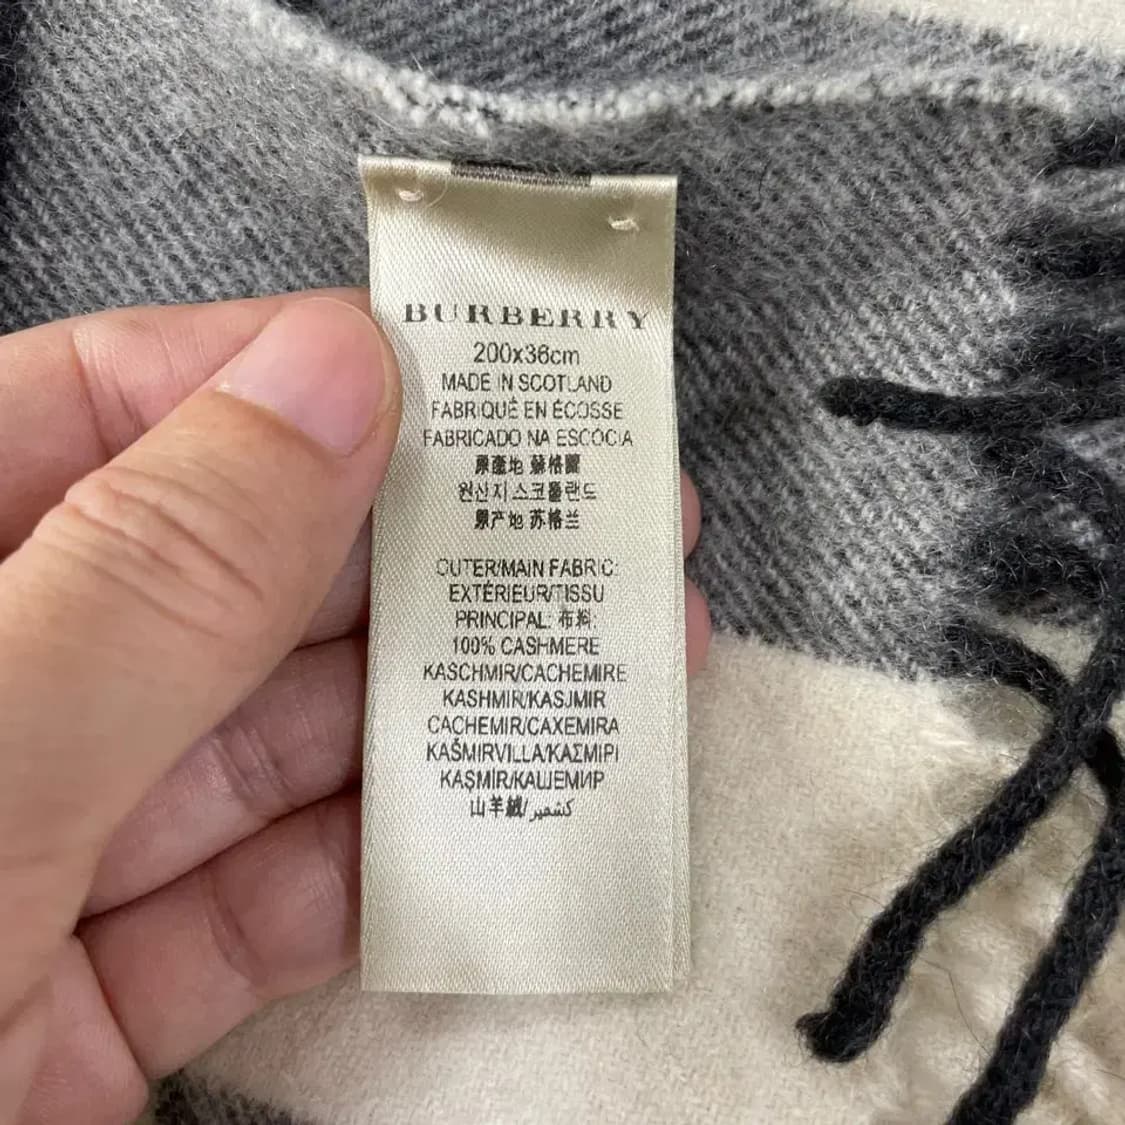 BURBERRY
200x36cm
MADE IN SCOTLAND
FABRIQUÉ EN ÉCOSSE
FABRICADO NA ESCÓCIA
原產地 蘇格蘭
원산지 스코틀랜드
原产地 苏格兰
OUTER/MAIN FABRIC:
EXTÉRIEUR/TISSU
PRINCIPAL: 布料:
100% CASHMERE
KASCHMIR/CACHEMIRE
KASHMIR/KASJMIR
CACHEMIR/CAXEMIRA
KAŠMIRVILLA/ΚΑΣΜΙΡΙ
KAŞMİR/КАШЕМИР
山羊絨/كشمير